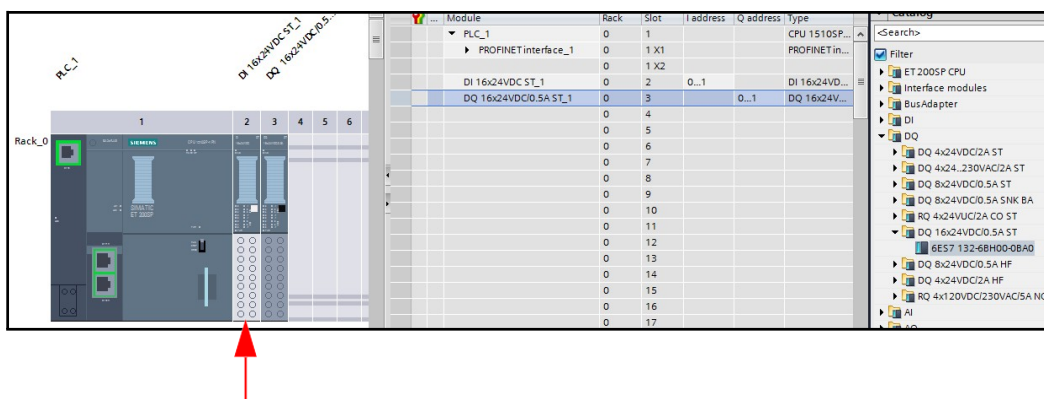 PLC_1
DI 16x24VDC ST_1
DQ 16x24VDC/0.5...
1 2 3 4 5 6
Rack_0
SIEMENS
SIMATIC
ET 200SP
... Module Rack Slot I address Q address Type
PLC_1 0 1 CPU 1510SP...
PROFINET interface_1 0 1 X1 PROFINET in...
0 1 X2
DI 16x24VDC ST_1 0 2 0...1 DI 16x24VD...
DQ 16x24VDC/0.5A ST_1 0 3 0...1 DQ 16x24V...
0 4
0 5
0 6
0 7
0 8
0 9
0 10
0 11
0 12
0 13
0 14
0 15
0 16
0 17
Catalog
<Search>
Filter
ET 200SP CPU
Interface modules
BusAdapter
DI
DQ
DQ 4x24VDC/2A ST
DQ 4x24..230VAC/2A ST
DQ 8x24VDC/0.5A ST
DQ 8x24VDC/0.5A SNK BA
RQ 4x24VUC/2A CO ST
DQ 16x24VDC/0.5A ST
6ES7 132-6BH00-0BA0
DQ 8x24VDC/0.5A HF
DQ 4x24VDC/2A HF
RQ 4x120VDC/230VAC/5A NO
AI
AQ